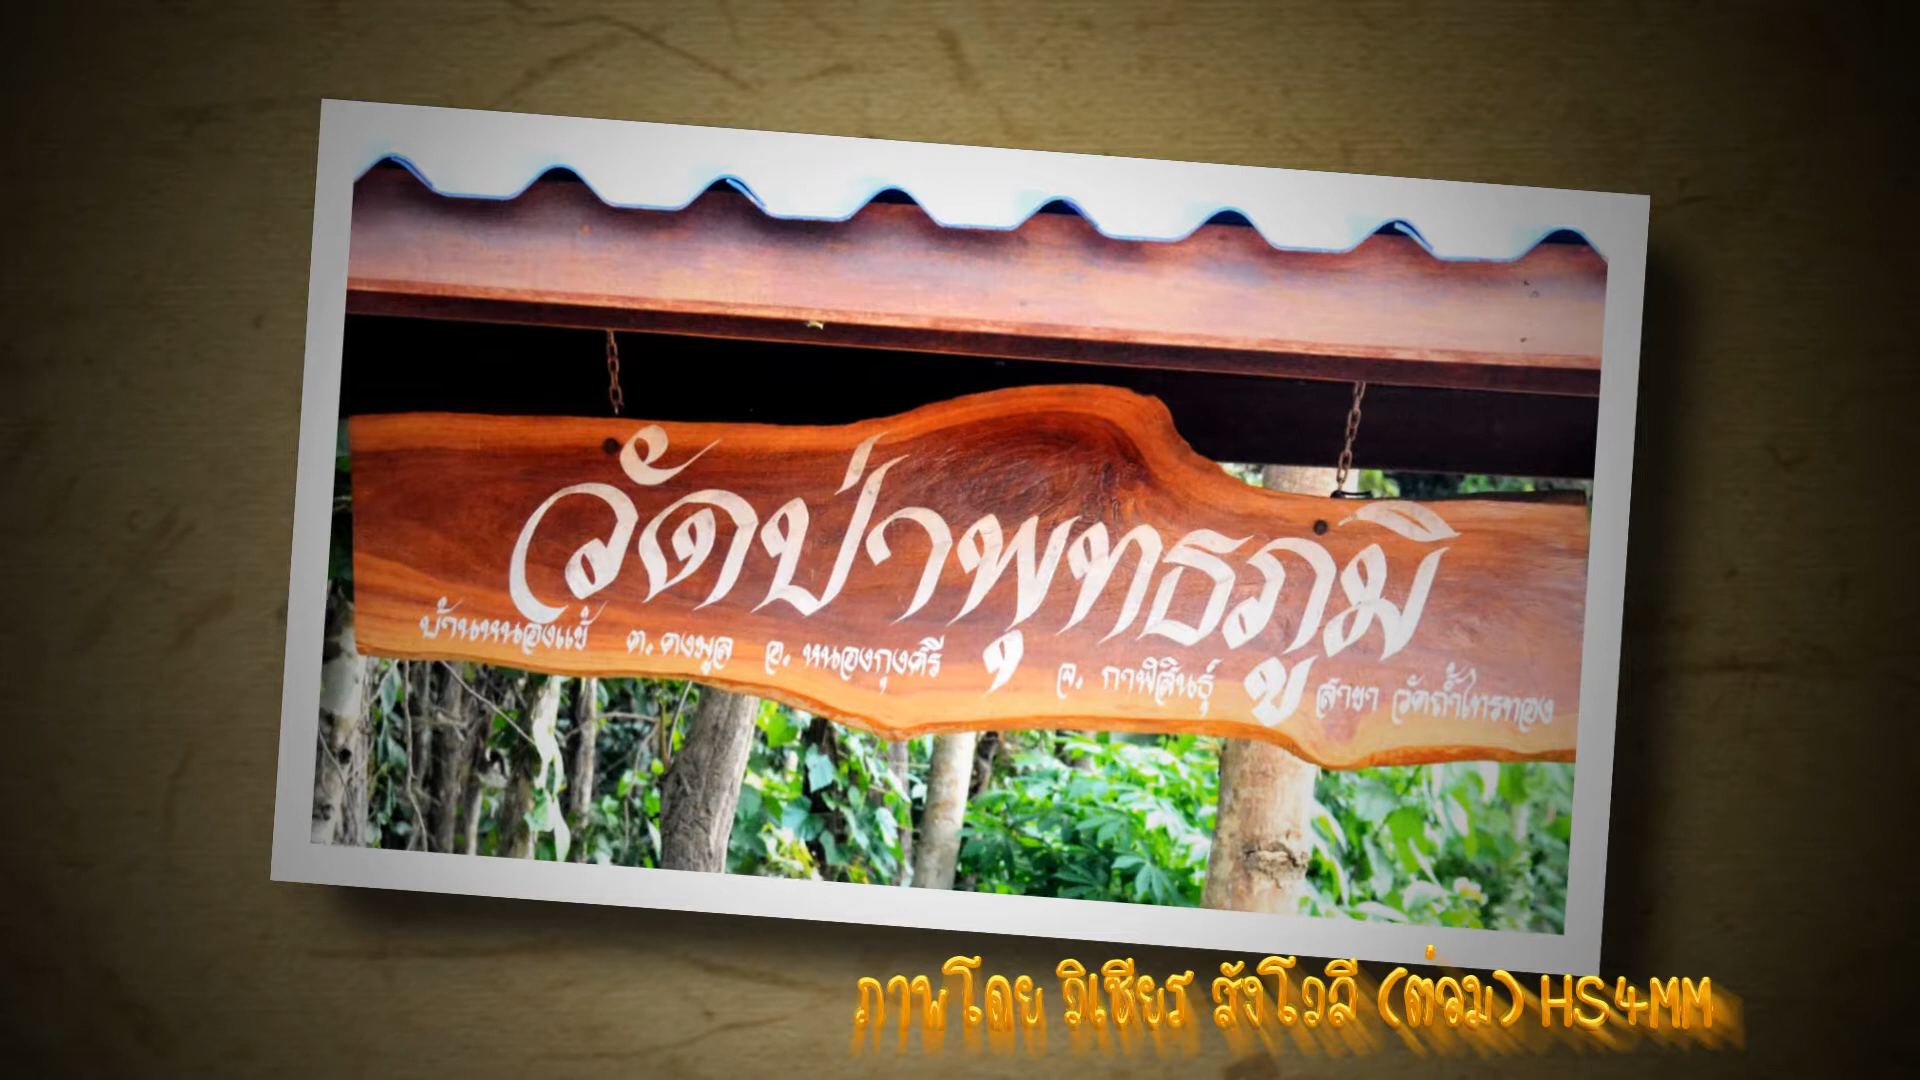 วัดป่าพุทธภูมิ
บ้านหนองแข้ ต.ดงมูล อ. หนองกุงศรี จ. กาฬสินธุ์ สาขา วัดถ้ำไทรทอง
ภาพโดย วิเชียร สังโวลี (ต่วม) HS4MM